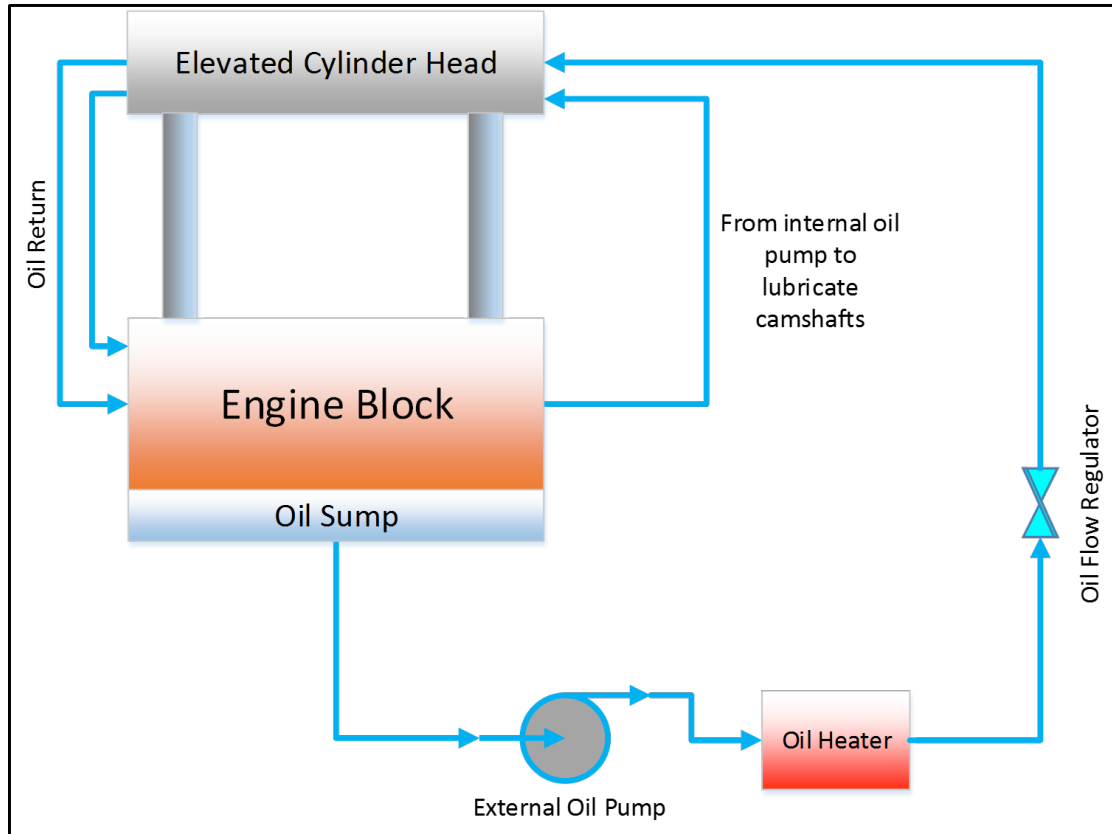 Elevated Cylinder Head
Oil Return
From internal oil
pump to
lubricate
camshafts
Engine Block
Oil Sump
Oil Flow Regulator
Oil Heater
External Oil Pump